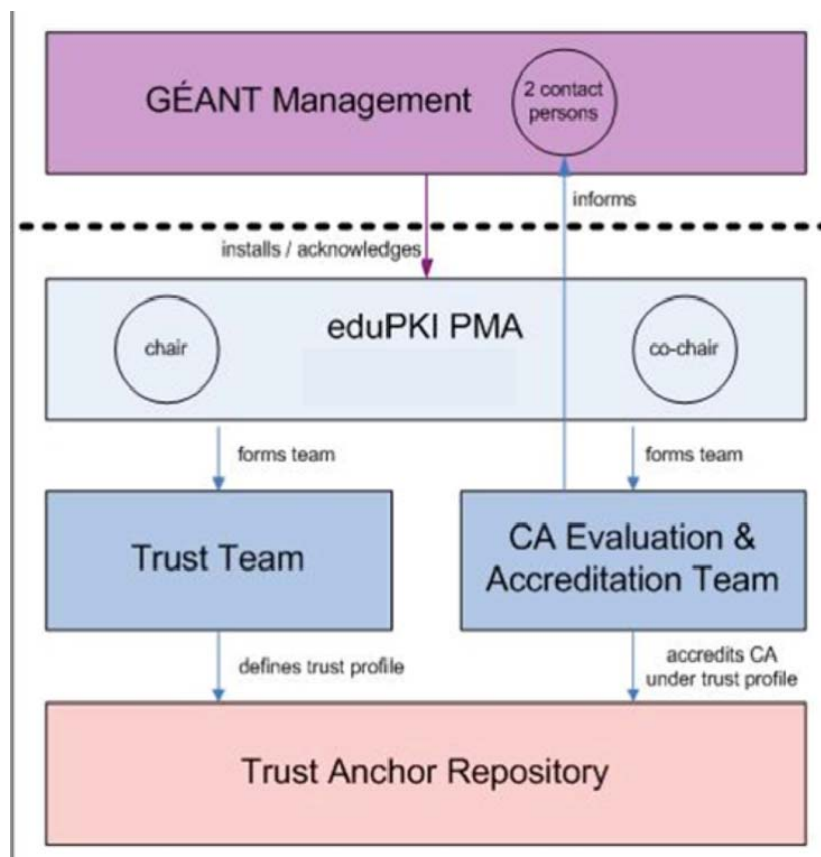 GÉANT Management
2 contact
persons
informs
installs / acknowledges
eduPKI PMA
chair
co-chair
forms team
forms team
Trust Team
CA Evaluation &
Accreditation Team
defines trust profile
accredits CA
under trust profile
Trust Anchor Repository